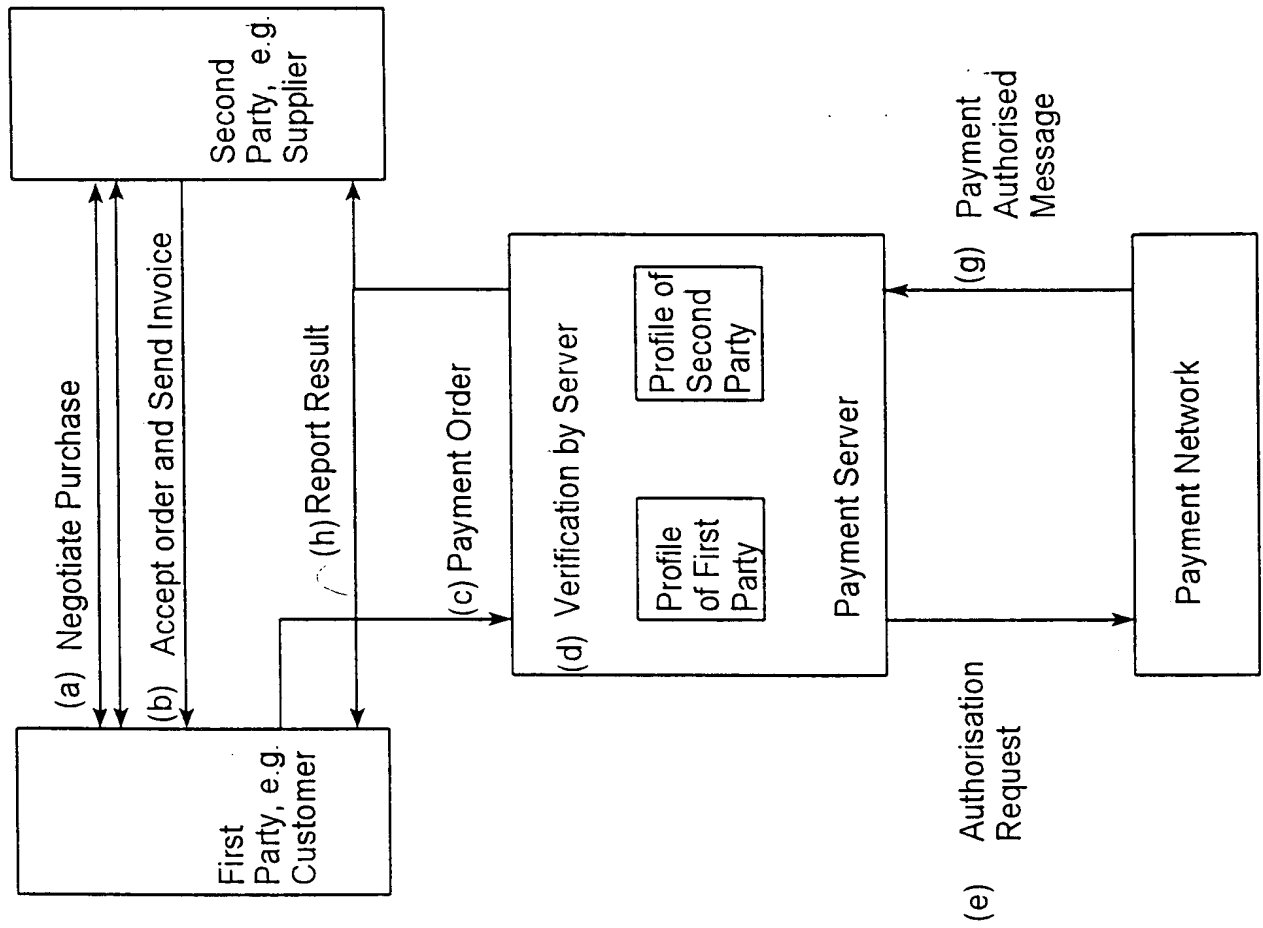 First
Party, e.g.
Customer
Second
Party, e.g.
Supplier
(a) Negotiate Purchase
(b) Accept order and Send Invoice
(h) Report Result
(c) Payment Order
(d) Verification by Server
Profile
of First
Party
Profile of
Second
Party
Payment Server
(e) Authorisation
Request
(g) Payment
Authorised
Message
Payment Network